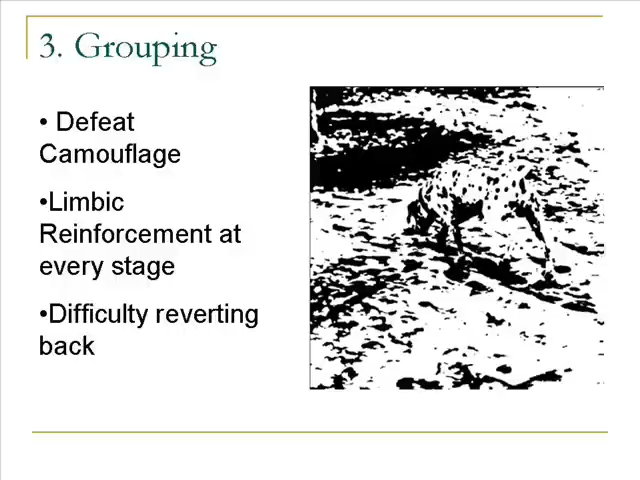 3. Grouping
• Defeat
Camouflage
•Limbic
Reinforcement at
every stage
•Difficulty reverting
back